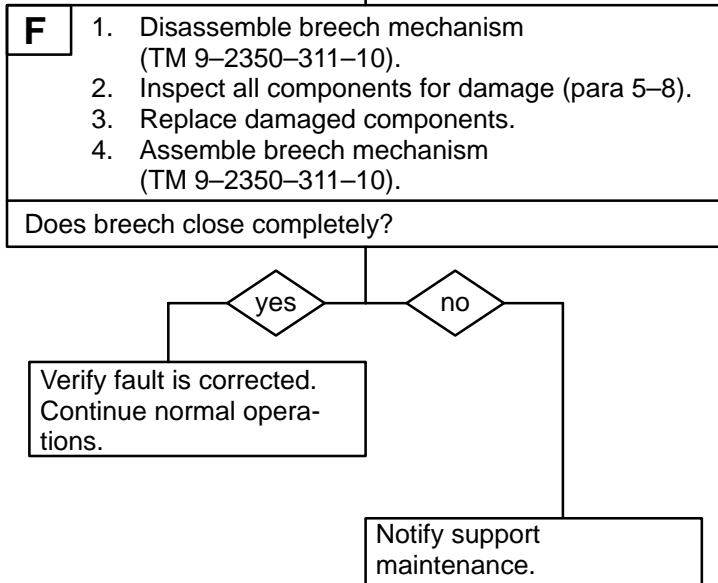 F
1. Disassemble breech mechanism
(TM 9–2350–311–10).
2. Inspect all components for damage (para 5–8).
3. Replace damaged components.
4. Assemble breech mechanism
(TM 9–2350–311–10).
Does breech close completely?
yes
no
Verify fault is corrected.
Continue normal opera-
tions.
Notify support
maintenance.